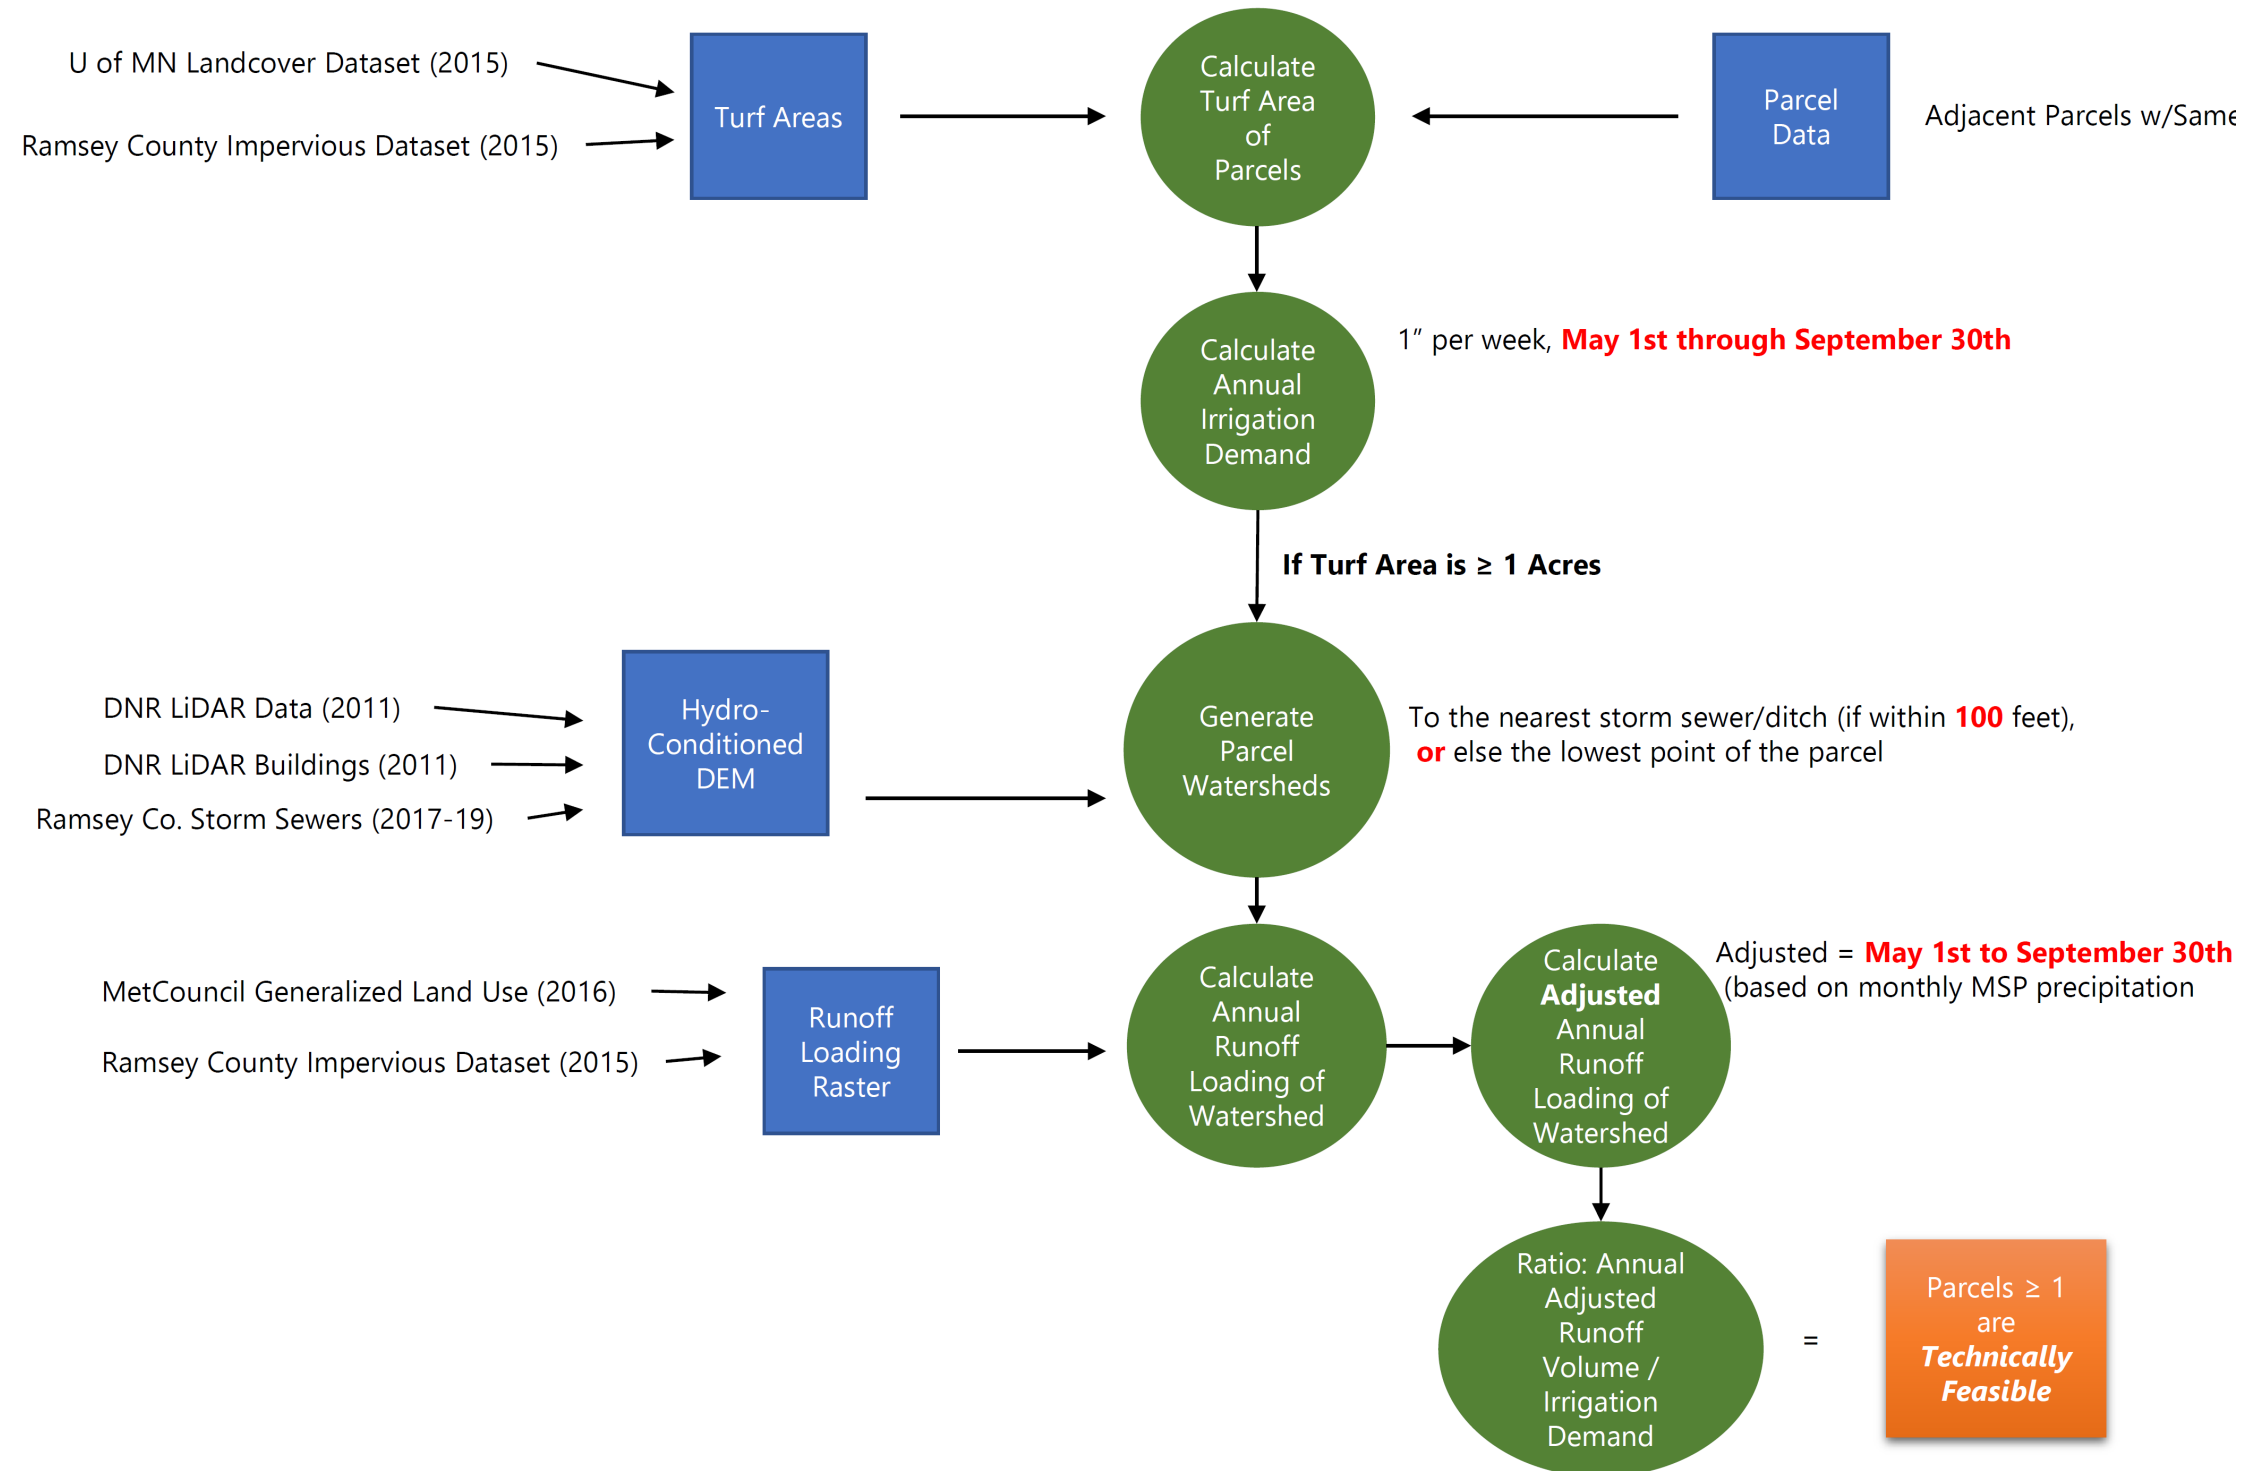 U of MN Landcover Dataset (2015)
Ramsey County Impervious Dataset (2015)
Turf Areas
Calculate
Turf Area
of
Parcels
Parcel
Data
Adjacent Parcels w/Same
Calculate
Annual
Irrigation
Demand
1” per week, May 1st through September 30th
If Turf Area is ≥ 1 Acres
DNR LiDAR Data (2011)
DNR LiDAR Buildings (2011)
Ramsey Co. Storm Sewers (2017-19)
Hydro-
Conditioned
DEM
Generate
Parcel
Watersheds
To the nearest storm sewer/ditch (if within 100 feet),
or else the lowest point of the parcel
MetCouncil Generalized Land Use (2016)
Ramsey County Impervious Dataset (2015)
Runoff
Loading
Raster
Calculate
Annual
Runoff
Loading of
Watershed
Calculate
Adjusted
Annual
Runoff
Loading of
Watershed
Adjusted = May 1st to September 30th
(based on monthly MSP precipitation
Ratio: Annual
Adjusted
Runoff
Volume /
Irrigation
Demand
=
Parcels ≥ 1
are
Technically
Feasible